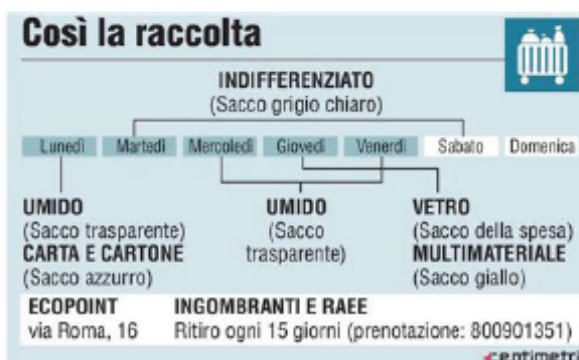 Così la raccolta
INDIFFERENZIATO
(Sacco grigio chiaro)
Lunedì Martedì Mercoledì Giovedì Venerdì Sabato Domenica
UMIDO
(Sacco trasparente)
CARTA E CARTONE
(Sacco azzurro)
UMIDO
(Sacco
trasparente)
VETRO
(Sacco della spesa)
MULTIMATERIALE
(Sacco giallo)
ECOPOINT
via Roma, 16
INGOMBRANTI E RAEE
Ritiro ogni 15 giorni (prenotazione: 800901351)
centimetri